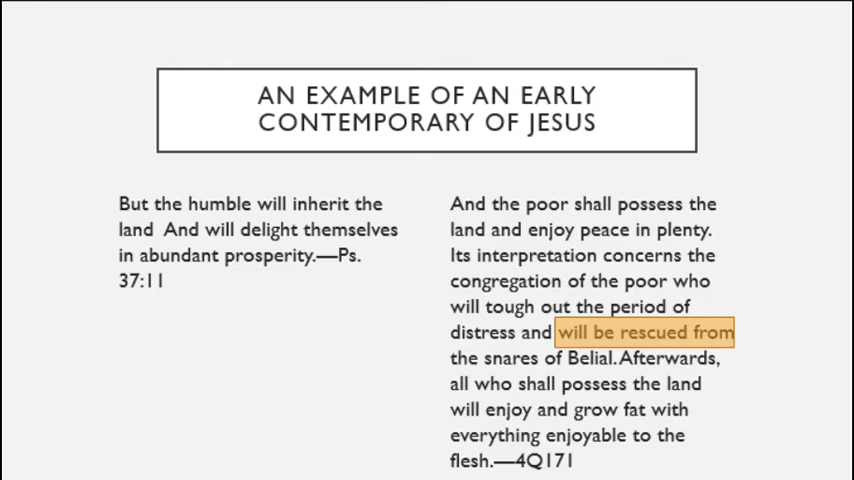 AN EXAMPLE OF AN EARLY
CONTEMPORARY OF JESUS
But the humble will inherit the
land And will delight themselves
in abundant prosperity.—Ps.
37:11
And the poor shall possess the
land and enjoy peace in plenty.
Its interpretation concerns the
congregation of the poor who
will tough out the period of
distress and will be rescued from
the snares of Belial. Afterwards,
all who shall possess the land
will enjoy and grow fat with
everything enjoyable to the
flesh.—4Q171